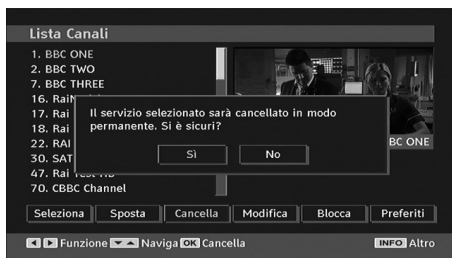 Lista Canali
1. BBC ONE
2. BBC TWO
7. BBC THREE
16.
17. Rai
18. Rai
22. RAI
30. SAT
47. Rai Test HD
70. CBBC Channel
BC ONE
Il servizio selezionato sarà cancellato in modo
permanente. Si è sicuri?
Sì No
Seleziona Sposta Cancella Modifica Blocca Preferiti
Funzione Naviga OK Cancella INFO Altro